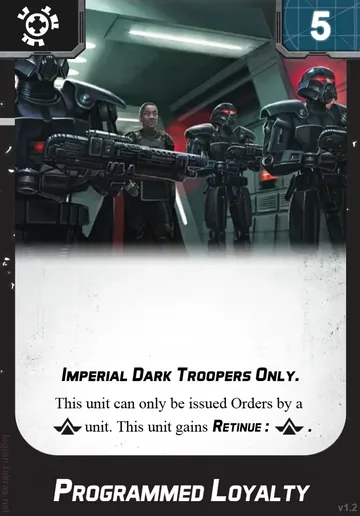 5
IMPERIAL DARK TROOPERS ONLY.
This unit can only be issued Orders by a
unit. This unit gains RETINUE : .
PROGRAMMED LOYALTY
v1.2